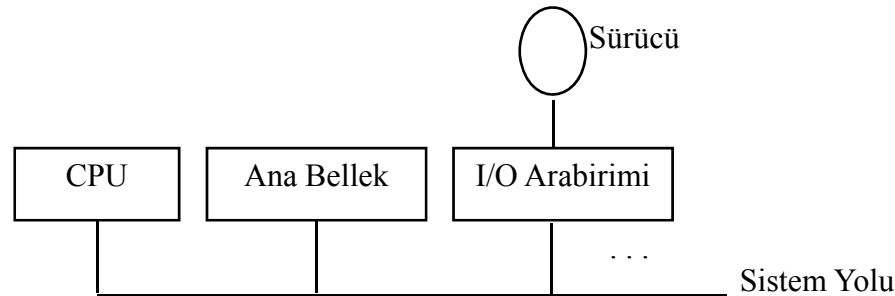 Sürücü
CPU
Ana Bellek
I/O Arabirimi
. . .
Sistem Yolu